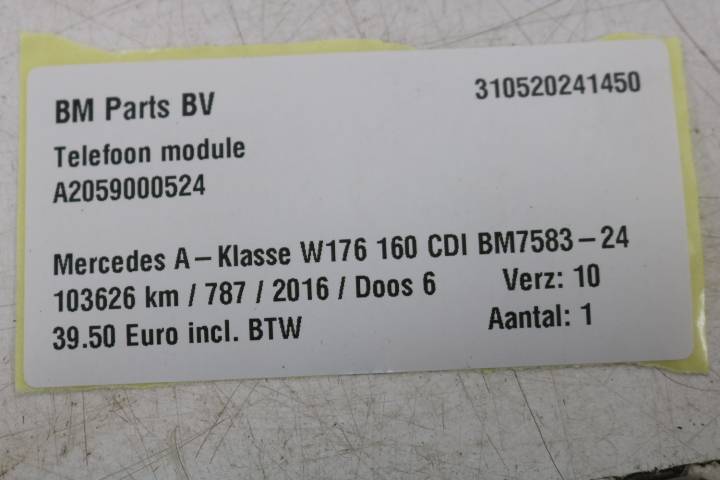 BM Parts BV 310520241450
Telefoon module
A2059000524
Mercedes A-Klasse W176 160 CDI BM7583-24
103626 km / 787 / 2016 / Doos 6 Verz: 10
39.50 Euro incl. BTW Aantal: 1